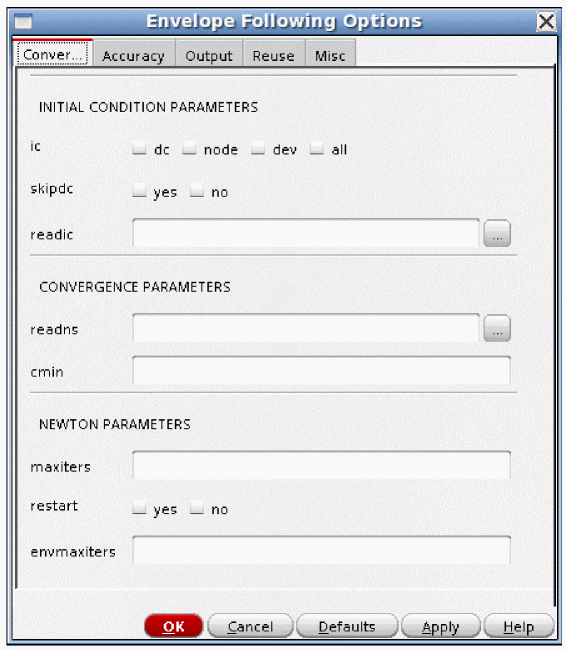 Envelope Following Options
Conver... Accuracy Output Reuse Misc
INITIAL CONDITION PARAMETERS
ic dc node dev all
skipdc yes no
readic ...
CONVERGENCE PARAMETERS
readns ...
cmin
NEWTON PARAMETERS
maxiters
restart yes no
envmaxiters
OK Cancel Defaults Apply Help